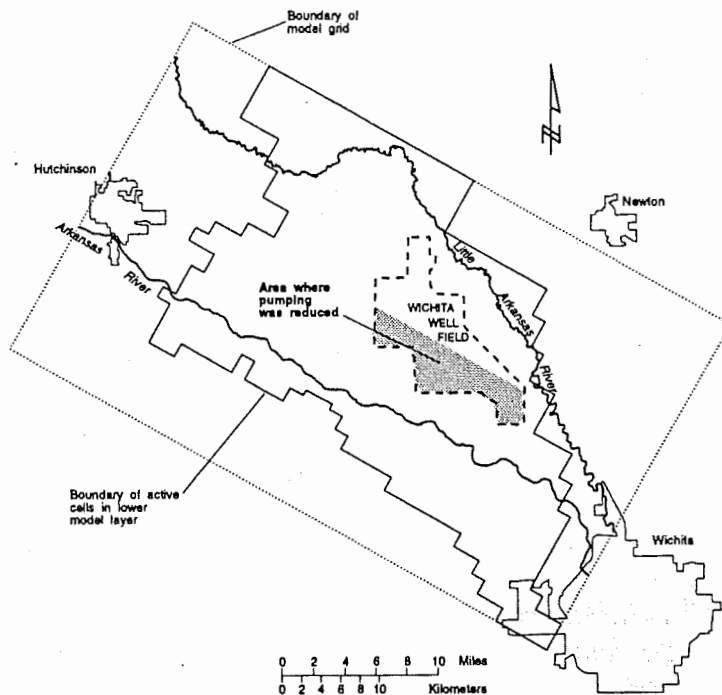 Boundary of
model grid
N
Hutchinson
Newton
Arkansas
River
Little
Arkansas
River
Area where
pumping
was reduced
WICHITA
WELL
FIELD
Boundary of active
cells in lower
model layer
Wichita
0 2 4 6 8 10 Miles
0 2 4 6 8 10 Kilometers